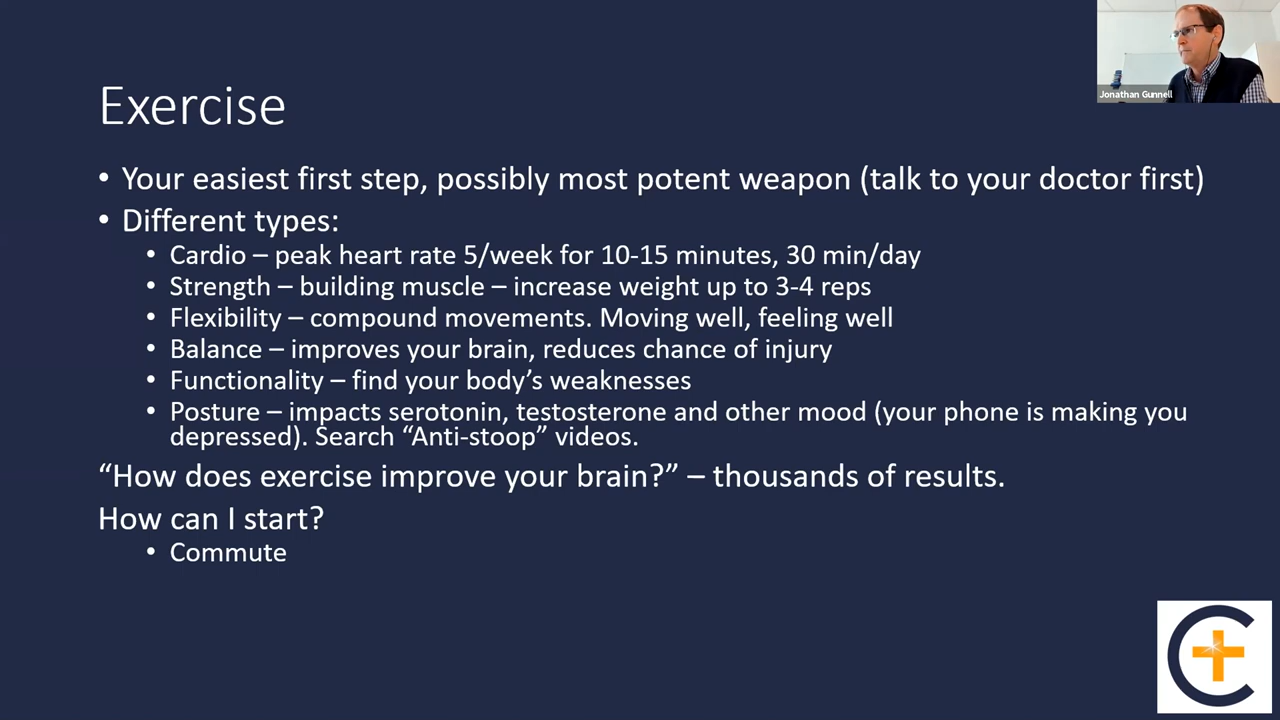 Jonathan Gunnell
Exercise
• Your easiest first step, possibly most potent weapon (talk to your doctor first)
• Different types:
• Cardio – peak heart rate 5/week for 10-15 minutes, 30 min/day
• Strength – building muscle – increase weight up to 3-4 reps
• Flexibility – compound movements. Moving well, feeling well
• Balance – improves your brain, reduces chance of injury
• Functionality – find your body’s weaknesses
• Posture – impacts serotonin, testosterone and other mood (your phone is making you
depressed). Search “Anti-stoop” videos.
“How does exercise improve your brain?” – thousands of results.
How can I start?
• Commute